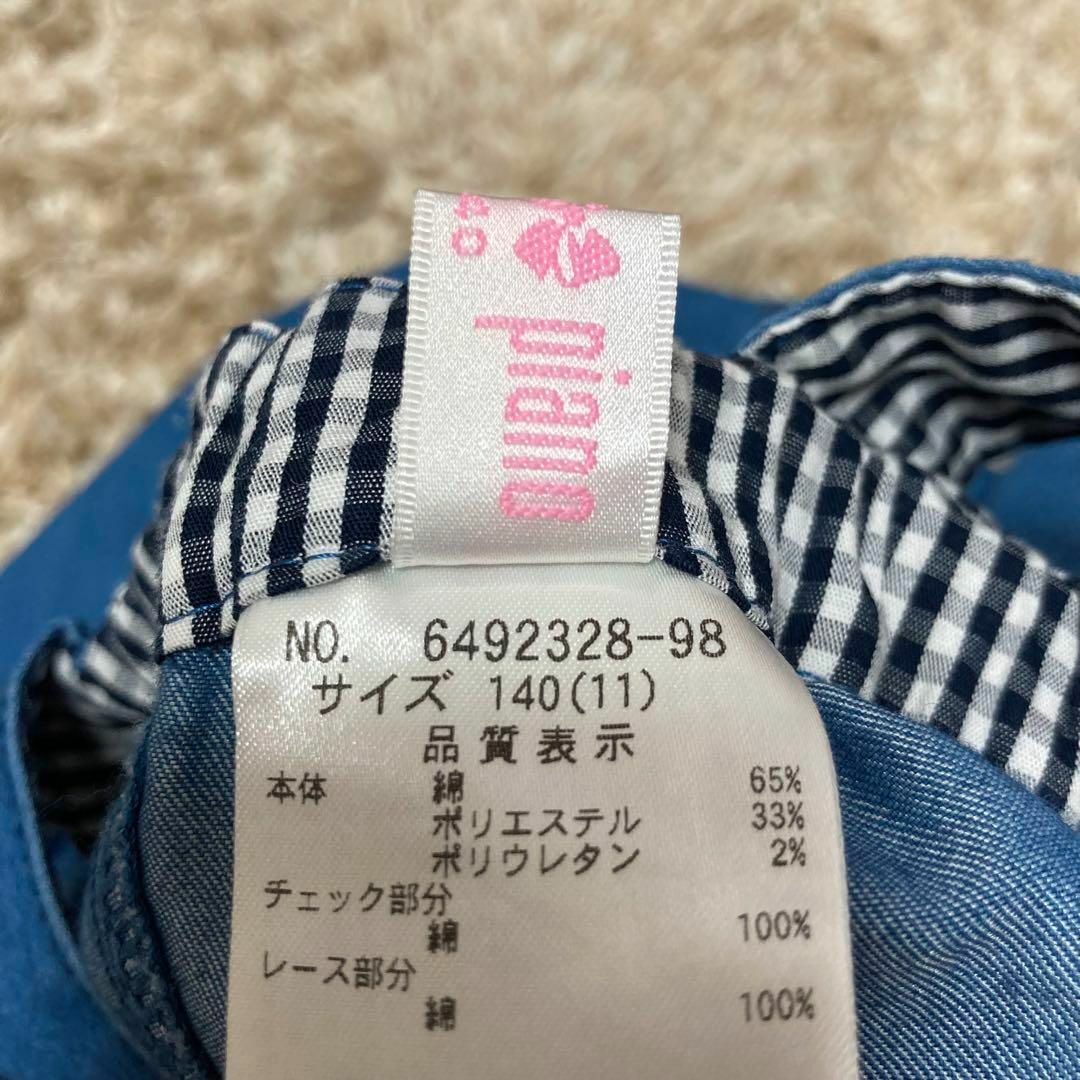 piamo
NO. 6492328-98
サイズ 140(11)
品質表示
本体 綿 65%
ポリエステル 33%
ポリウレタン 2%
チェック部分
綿 100%
レース部分
綿 100%